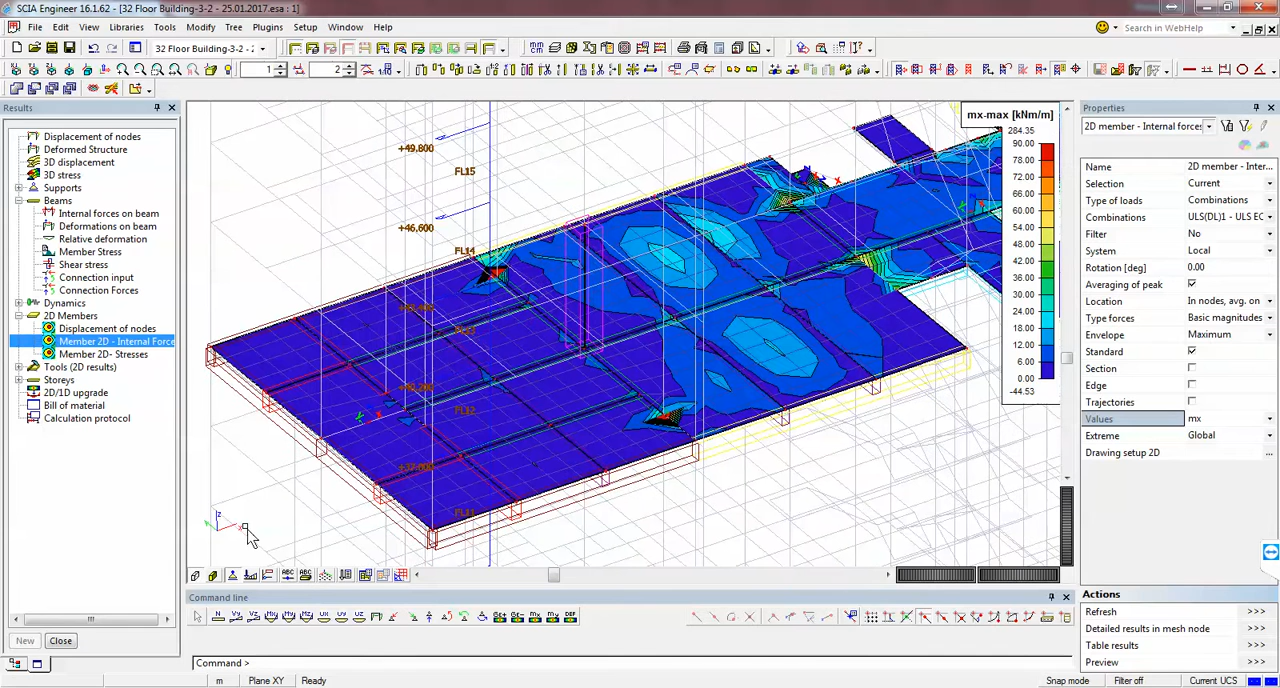 SCIA Engineer 16.1.62 - [32 Floor Building-3-2 - 25.01.2017.esa : 1]
File Edit View Libraries Tools Modify Tree Plugins Setup Window Help
Search in WebHelp
32 Floor Building-3-2 - 2
1 2
Results
Displacement of nodes
Deformed Structure
3D displacement
3D stress
Supports
Beams
Internal forces on beam
Deformations on beam
Relative deformation
Member Stress
Shear stress
Connection input
Connection Forces
Dynamics
2D Members
Displacement of nodes
Member 2D - Internal Force
Member 2D- Stresses
Tools (2D results)
Storeys
2D/1D upgrade
Bill of material
Calculation protocol
New Close
+49,800
FL15
+46,600
FL14
FL12
FL11
mx-max [kNm/m]
284.35
90.00
78.00
72.00
66.00
60.00
54.00
48.00
42.00
36.00
30.00
24.00
18.00
12.00
6.00
0.00
-44.53
Properties
2D member - Internal forces
Name 2D member - Inter...
Selection Current
Type of loads Combinations
Combinations ULS(DL)1 - ULS EC
Filter No
System Local
Rotation [deg] 0.00
Averaging of peak
Location In nodes, avg. on
Type forces Basic magnitudes
Envelope Maximum
Standard
Section
Edge
Trajectories
Values mx
Extreme Global
Drawing setup 2D ...
Actions
Refresh >>>
Detailed results in mesh node >>>
Table results >>>
Preview >>>
Command line
Command >
m Plane XY Ready Snap mode Filter off Current UCS